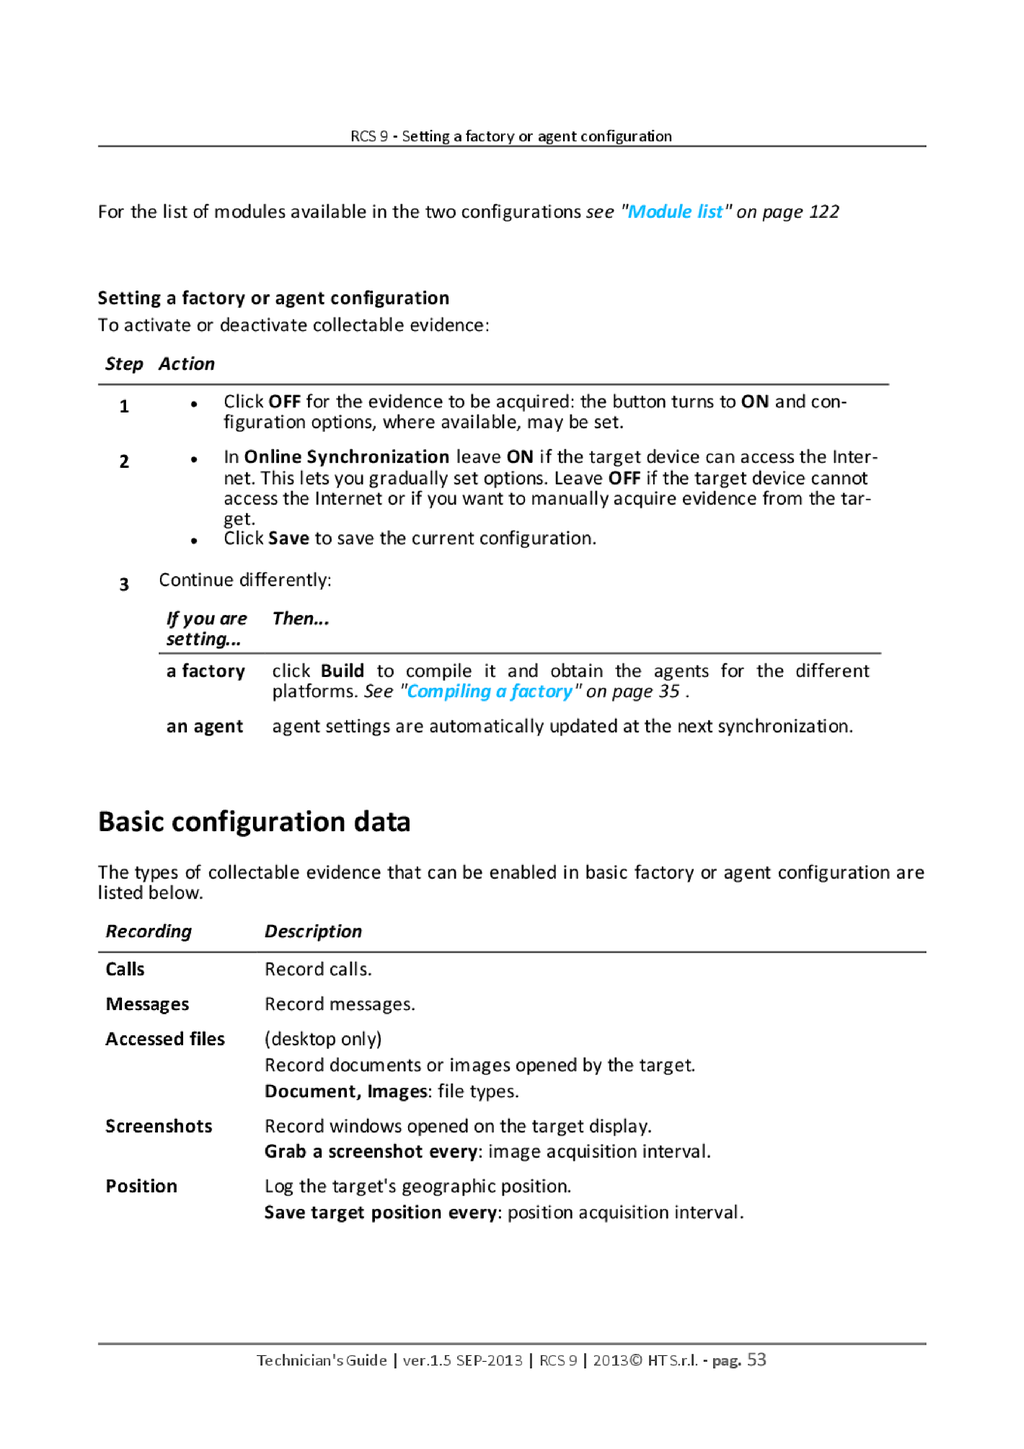 RCS 9 - Setting a factory or agent configuration
For the list of modules available in the two configurations see "Module list" on page 122
Setting a factory or agent configuration
To activate or deactivate collectable evidence:
Step Action
1 • Click OFF for the evidence to be acquired: the button turns to ON and con-
figuration options, where available, may be set.
2 • In Online Synchronization leave ON if the target device can access the Inter-
net. This lets you gradually set options. Leave OFF if the target device cannot
access the Internet or if you want to manually acquire evidence from the tar-
get.
• Click Save to save the current configuration.
3 Continue differently:
If you are Then...
setting...
a factory click Build to compile it and obtain the agents for the different
platforms. See "Compiling a factory" on page 35 .
an agent agent settings are automatically updated at the next synchronization.
Basic configuration data
The types of collectable evidence that can be enabled in basic factory or agent configuration are
listed below.
Recording Description
Calls Record calls.
Messages Record messages.
Accessed files (desktop only)
Record documents or images opened by the target.
Document, Images: file types.
Screenshots Record windows opened on the target display.
Grab a screenshot every: image acquisition interval.
Position Log the target's geographic position.
Save target position every: position acquisition interval.
Technician's Guide | ver.1.5 SEP-2013 | RCS 9 | 2013© HT S.r.l. - pag. 53